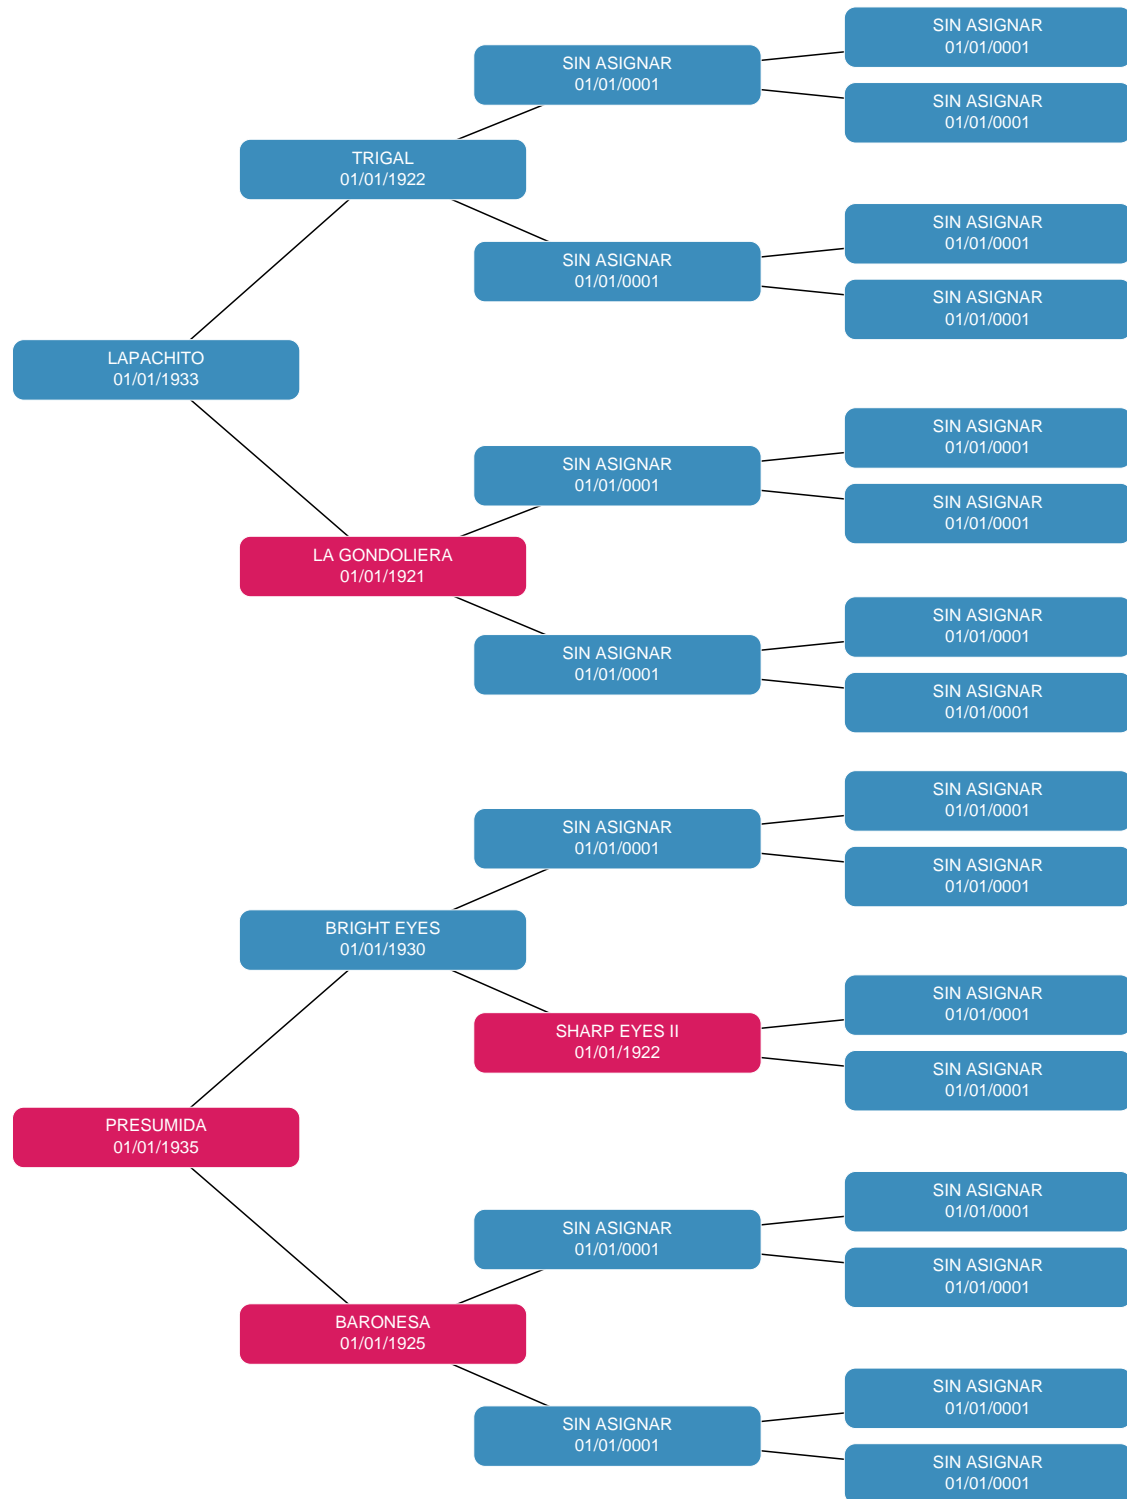 SIN ASIGNAR
01/01/0001
SIN ASIGNAR
01/01/0001
SIN ASIGNAR
01/01/0001
TRIGAL
01/01/1922
SIN ASIGNAR
01/01/0001
SIN ASIGNAR
01/01/0001
SIN ASIGNAR
01/01/0001
LAPACHITO
01/01/1933
SIN ASIGNAR
01/01/0001
SIN ASIGNAR
01/01/0001
SIN ASIGNAR
01/01/0001
LA GONDOLIERA
01/01/1921
SIN ASIGNAR
01/01/0001
SIN ASIGNAR
01/01/0001
SIN ASIGNAR
01/01/0001
SIN ASIGNAR
01/01/0001
SIN ASIGNAR
01/01/0001
SIN ASIGNAR
01/01/0001
BRIGHT EYES
01/01/1930
SIN ASIGNAR
01/01/0001
SHARP EYES II
01/01/1922
SIN ASIGNAR
01/01/0001
PRESUMIDA
01/01/1935
SIN ASIGNAR
01/01/0001
SIN ASIGNAR
01/01/0001
SIN ASIGNAR
01/01/0001
BARONESA
01/01/1925
SIN ASIGNAR
01/01/0001
SIN ASIGNAR
01/01/0001
SIN ASIGNAR
01/01/0001